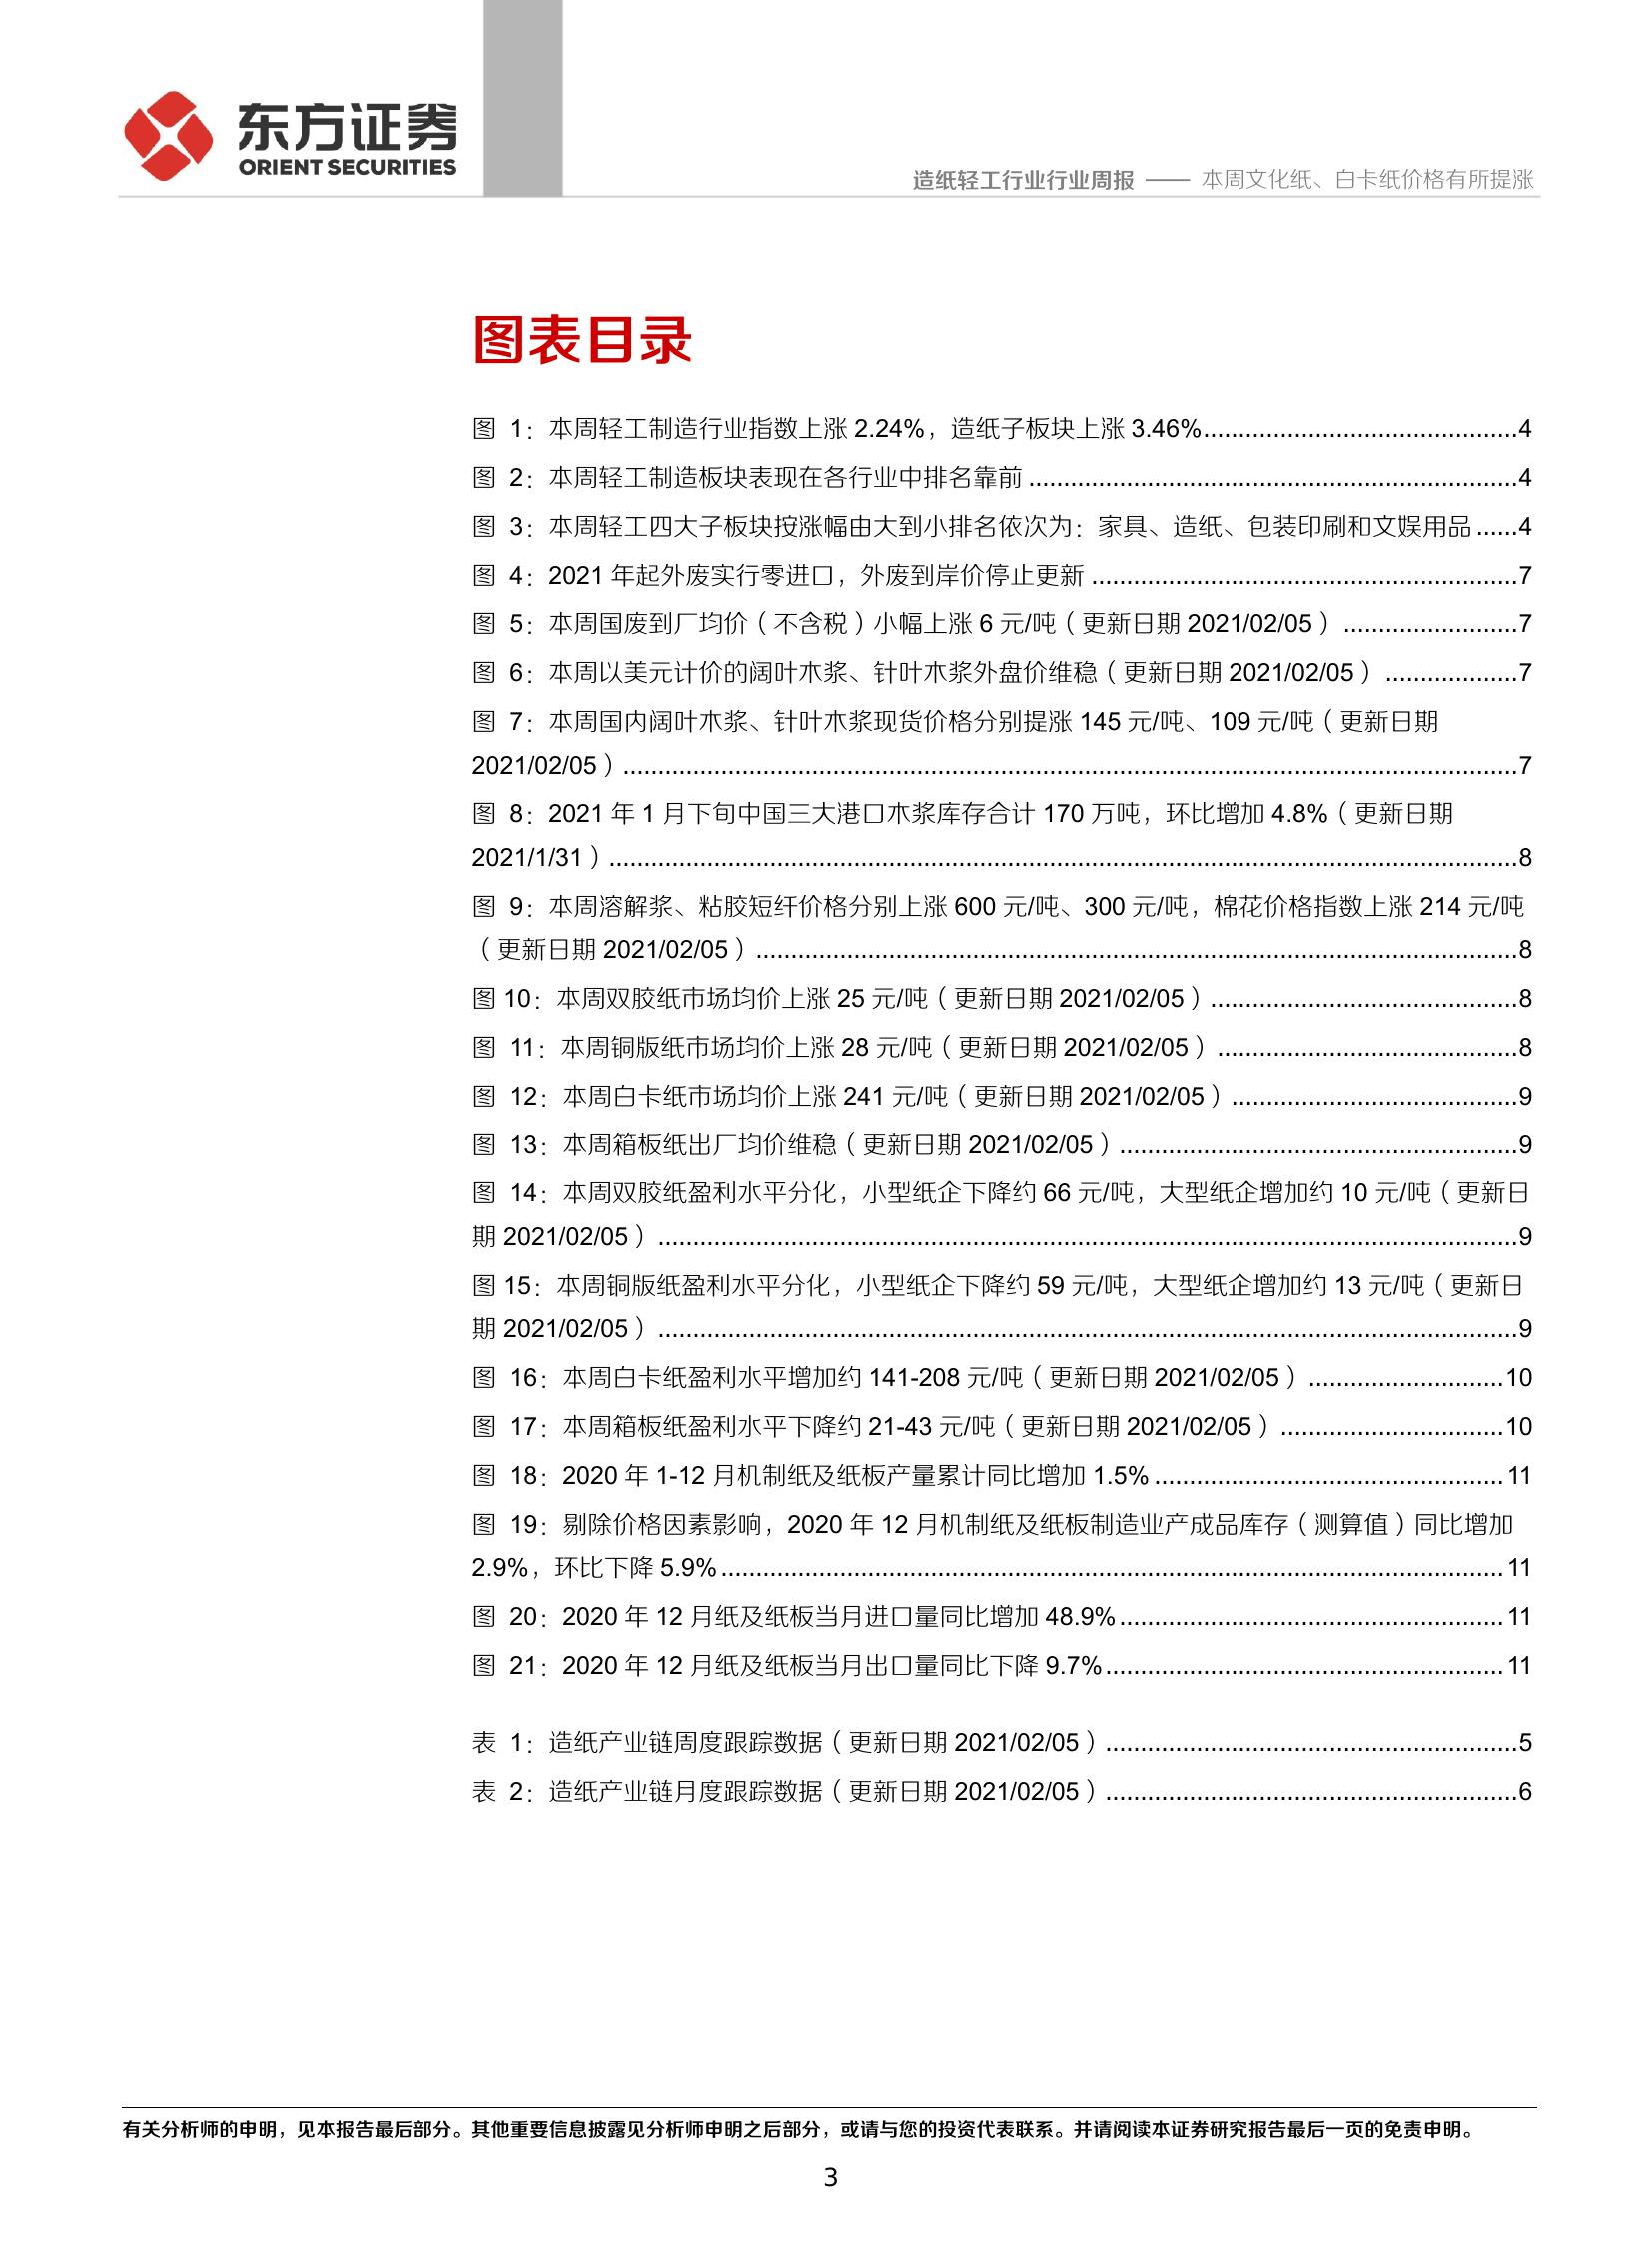 东方证券
ORIENT SECURITIES
造纸轻工行业行业周报 —— 本周文化纸、白卡纸价格有所提涨
图表目录
图 1：本周轻工制造行业指数上涨 2.24%，造纸子板块上涨 3.46%..............................................4
图 2：本周轻工制造板块表现在各行业中排名靠前 ......................................................................4
图 3：本周轻工四大子板块按涨幅由大到小排名依次为：家具、造纸、包装印刷和文娱用品 ......4
图 4：2021 年起外废实行零进口，外废到岸价停止更新 .............................................................7
图 5：本周国废到厂均价（不含税）小幅上涨 6 元/吨（更新日期 2021/02/05） .........................7
图 6：本周以美元计价的阔叶木浆、针叶木浆外盘价维稳（更新日期 2021/02/05） ...................7
图 7：本周国内阔叶木浆、针叶木浆现货价格分别提涨 145 元/吨、109 元/吨（更新日期
2021/02/05）................................................................................................................................7
图 8：2021 年 1 月下旬中国三大港口木浆库存合计 170 万吨，环比增加 4.8%（更新日期
2021/1/31）..................................................................................................................................8
图 9：本周溶解浆、粘胶短纤价格分别上涨 600 元/吨、300 元/吨，棉花价格指数上涨 214 元/吨
（更新日期 2021/02/05）.............................................................................................................8
图 10：本周双胶纸市场均价上涨 25 元/吨（更新日期 2021/02/05）............................................8
图 11：本周铜版纸市场均价上涨 28 元/吨（更新日期 2021/02/05） ...........................................8
图 12：本周白卡纸市场均价上涨 241 元/吨（更新日期 2021/02/05） .........................................9
图 13：本周箱板纸出厂均价维稳（更新日期 2021/02/05）.........................................................9
图 14：本周双胶纸盈利水平分化，小型纸企下降约 66 元/吨，大型纸企增加约 10 元/吨（更新日
期 2021/02/05） ...........................................................................................................................9
图 15：本周铜版纸盈利水平分化，小型纸企下降约 59 元/吨，大型纸企增加约 13 元/吨（更新日
期 2021/02/05） ...........................................................................................................................9
图 16：本周白卡纸盈利水平增加约 141-208 元/吨（更新日期 2021/02/05） ............................10
图 17：本周箱板纸盈利水平下降约 21-43 元/吨（更新日期 2021/02/05） ................................10
图 18：2020 年 1-12 月机制纸及纸板产量累计同比增加 1.5% ..................................................11
图 19：剔除价格因素影响，2020 年 12 月机制纸及纸板制造业产成品库存（测算值）同比增加
2.9%，环比下降 5.9%................................................................................................................11
图 20：2020 年 12 月纸及纸板当月进口量同比增加 48.9%.......................................................11
图 21：2020 年 12 月纸及纸板当月出口量同比下降 9.7%.........................................................11
表 1：造纸产业链周度跟踪数据（更新日期 2021/02/05）...........................................................5
表 2：造纸产业链月度跟踪数据（更新日期 2021/02/05）...........................................................6
有关分析师的申明，见本报告最后部分。其他重要信息披露见分析师申明之后部分，或请与您的投资代表联系。并请阅读本证券研究报告最后一页的免责申明。
3